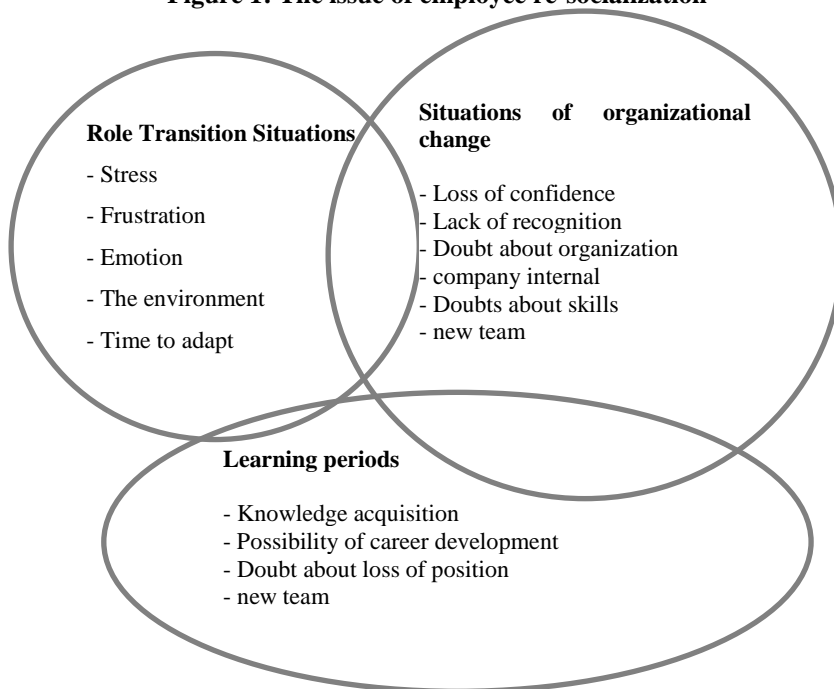 Figure 1: The issue of employee re-socialization
Role Transition Situations
- Stress
- Frustration
- Emotion
- The environment
- Time to adapt
Situations of organizational
change
- Loss of confidence
- Lack of recognition
- Doubt about organization
- company internal
- Doubts about skills
- new team
Learning periods
- Knowledge acquisition
- Possibility of career development
- Doubt about loss of position
- new team